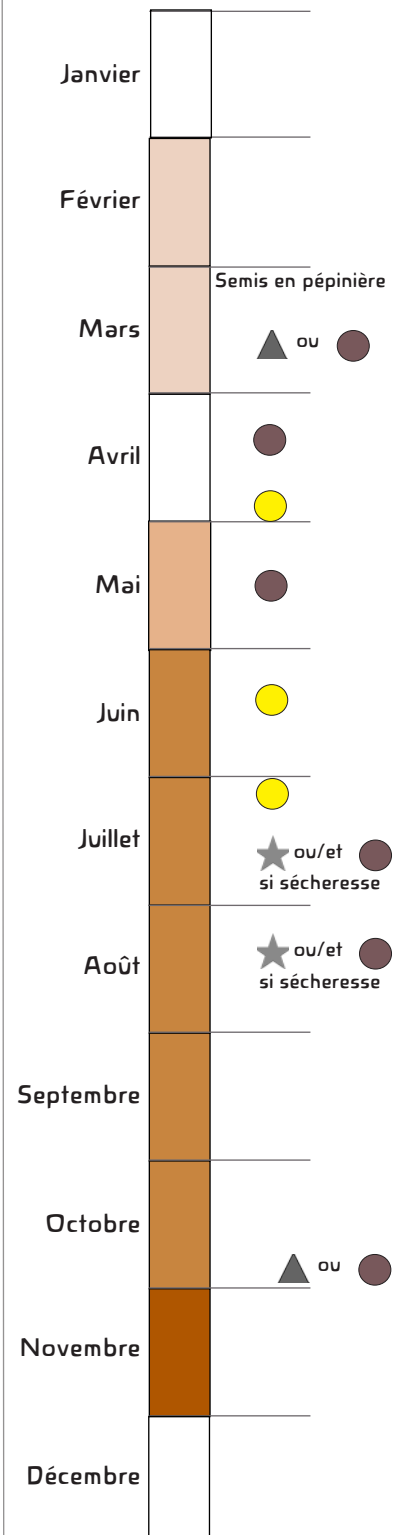 Janvier
Février
Semis en pépinière
Mars
ou
Avril
Mai
Juin
Juillet
ou/et
si sécheresse
Août
ou/et
si sécheresse
Septembre
Octobre
ou
Novembre
Décembre